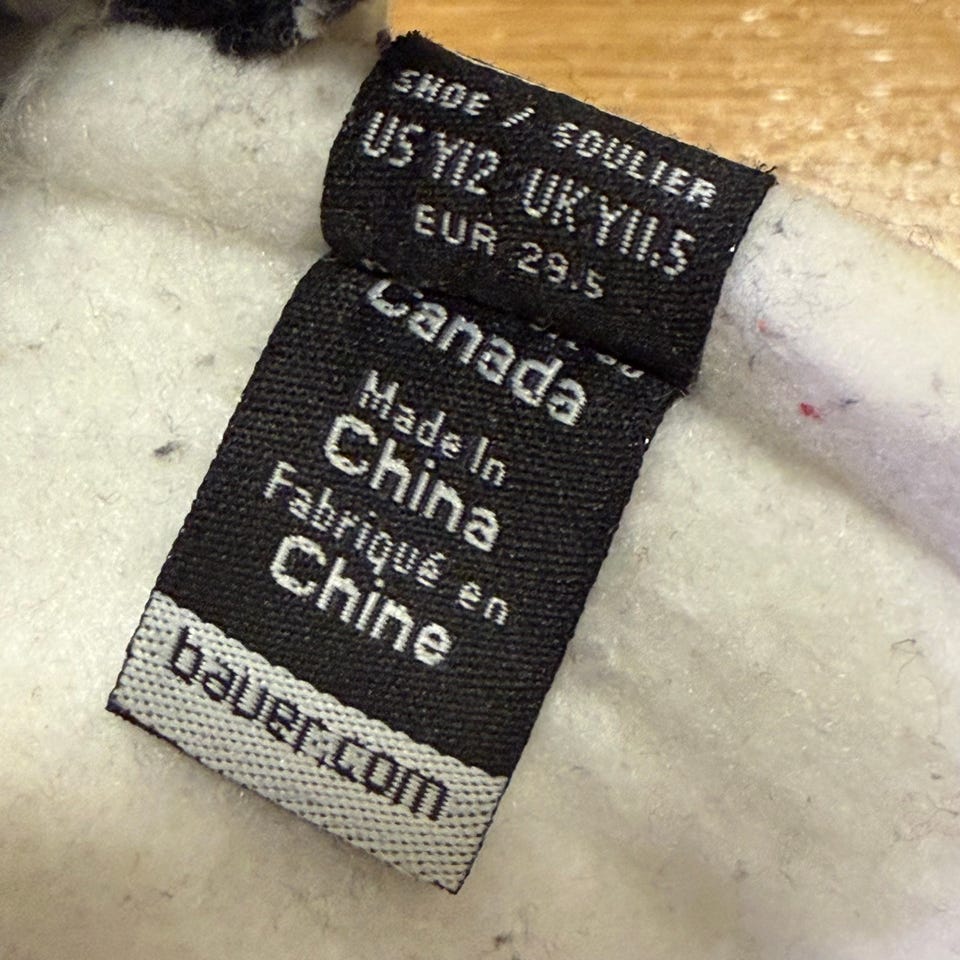 SHOE / SOULIER
US Y12 UK Y11.5
EUR 29.5
Canada
Made In
China
Fabriqué en
Chine
bauer.com